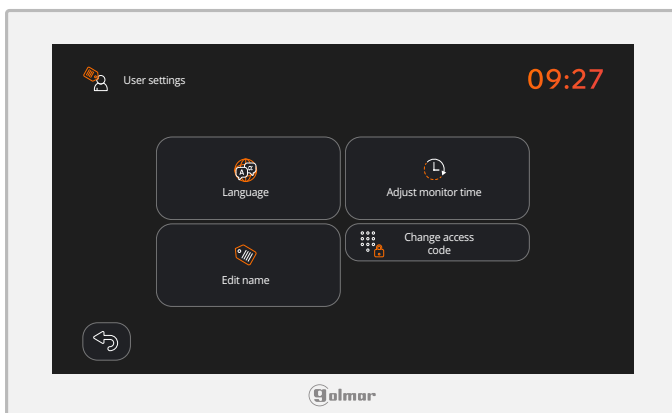 User settings
09:27
Language
Adjust monitor time
Edit name
Change access
code
golmar